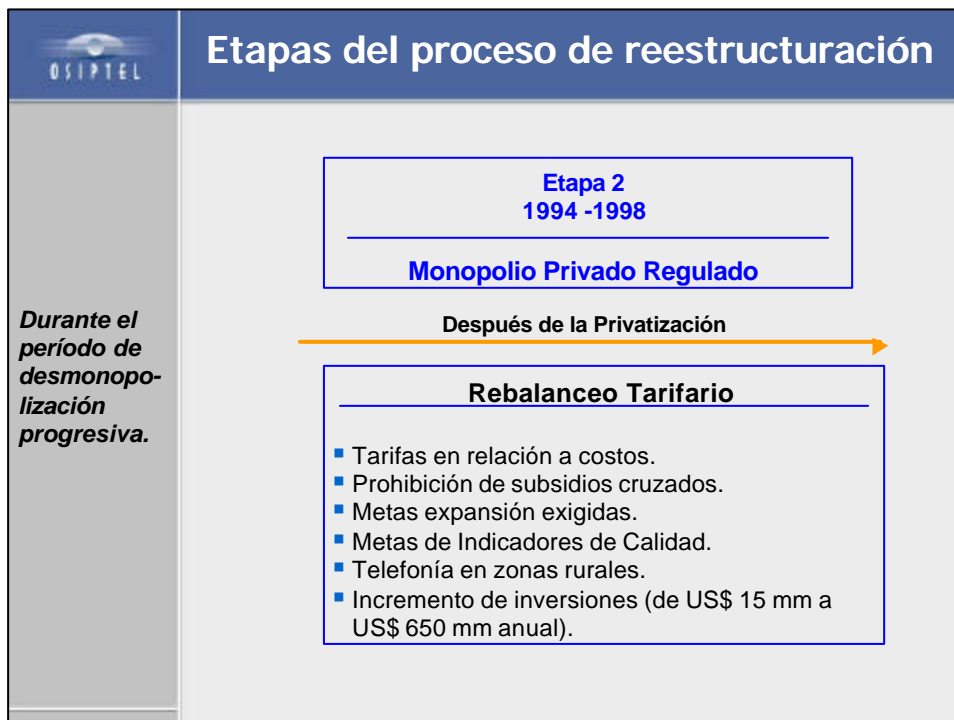 OSIPTEL
Etapas del proceso de reestructuración
Durante el
período de
desmonopo-
lización
progresiva.
Etapa 2
1994 -1998
Monopolio Privado Regulado
Después de la Privatización
Rebalanceo Tarifario
▪ Tarifas en relación a costos.
▪ Prohibición de subsidios cruzados.
▪ Metas expansión exigidas.
▪ Metas de Indicadores de Calidad.
▪ Telefonía en zonas rurales.
▪ Incremento de inversiones (de US$ 15 mm a
US$ 650 mm anual).